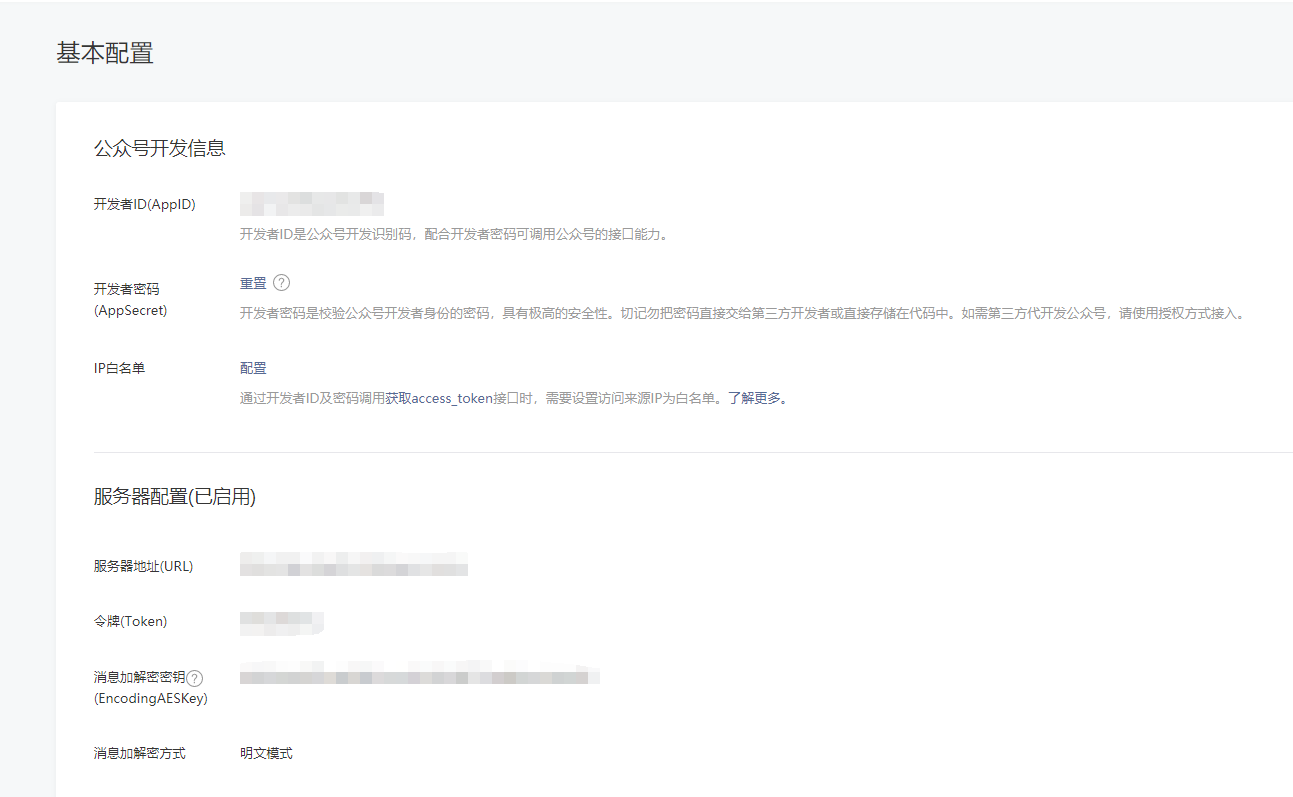 基本配置
公众号开发信息
开发者ID(AppID)
开发者ID是公众号开发识别码，配合开发者密码可调用公众号的接口能力。
开发者密码
(AppSecret)
重置 ?
开发者密码是校验公众号开发者身份的密码，具有极高的安全性。切记勿把密码直接交给第三方开发者或直接存储在代码中。如需第三方代开发公众号，请使用授权方式接入。
IP白名单
配置
通过开发者ID及密码调用获取access_token接口时，需要设置访问来源IP为白名单。了解更多。
服务器配置(已启用)
服务器地址(URL)
令牌(Token)
消息加解密密钥 ?
(EncodingAESKey)
消息加解密方式
明文模式